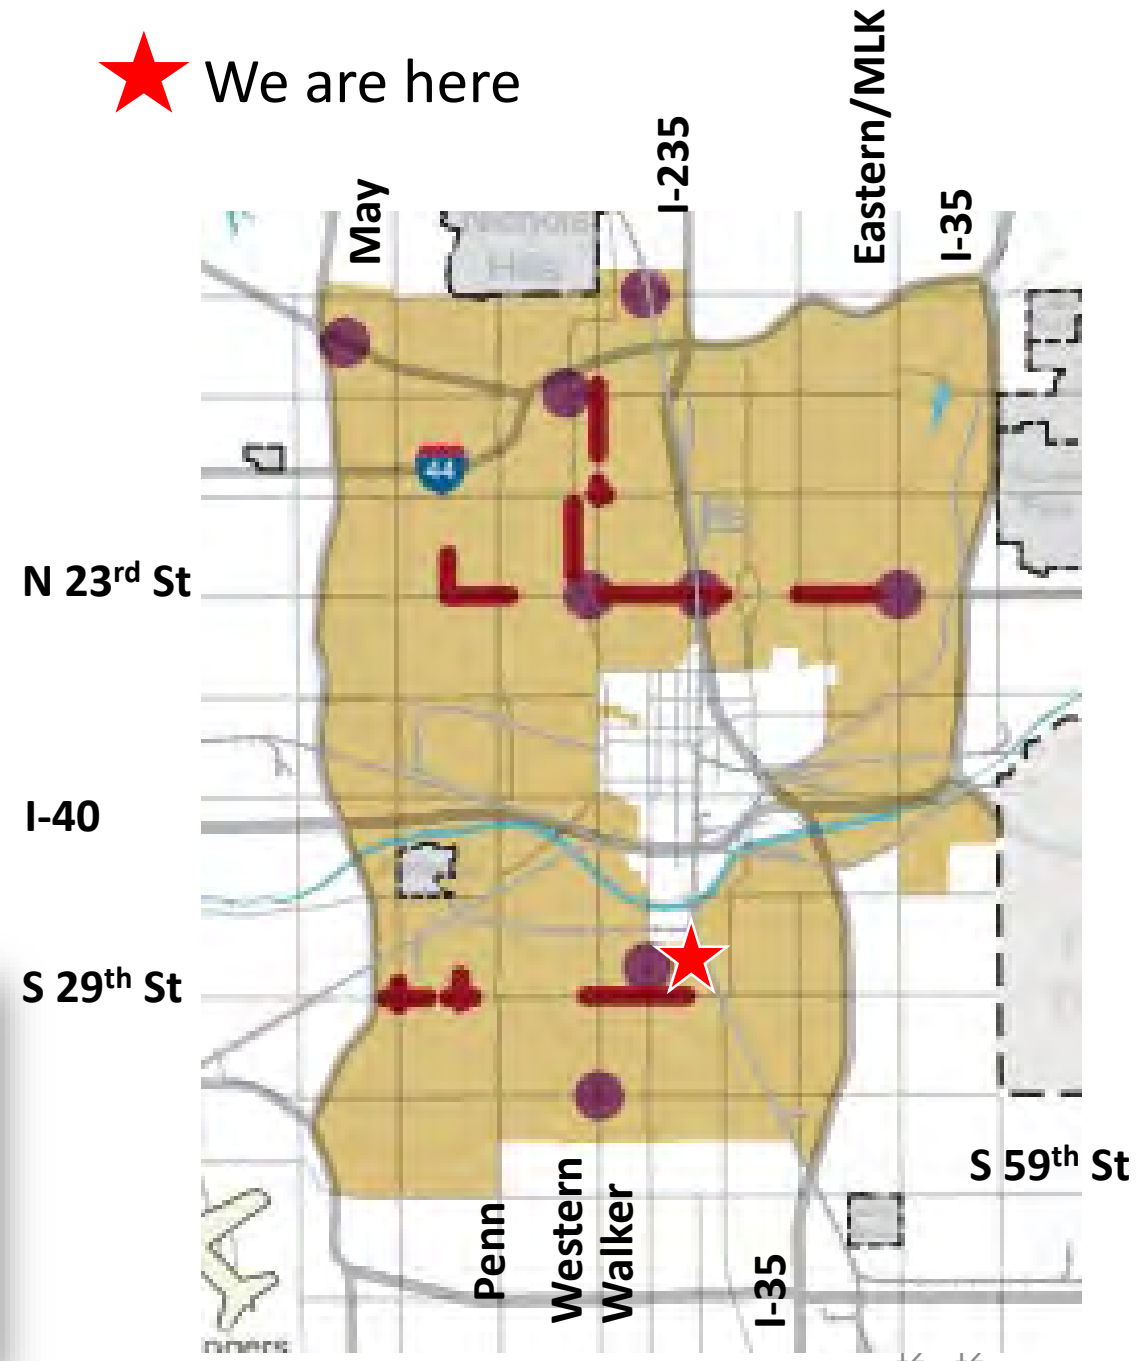 We are here
Eastern/MLK
I-235
May
I-35
Hills
44
N 23rd St
I-40
S 29th St
S 59th St
Penn
Western
Walker
I-35